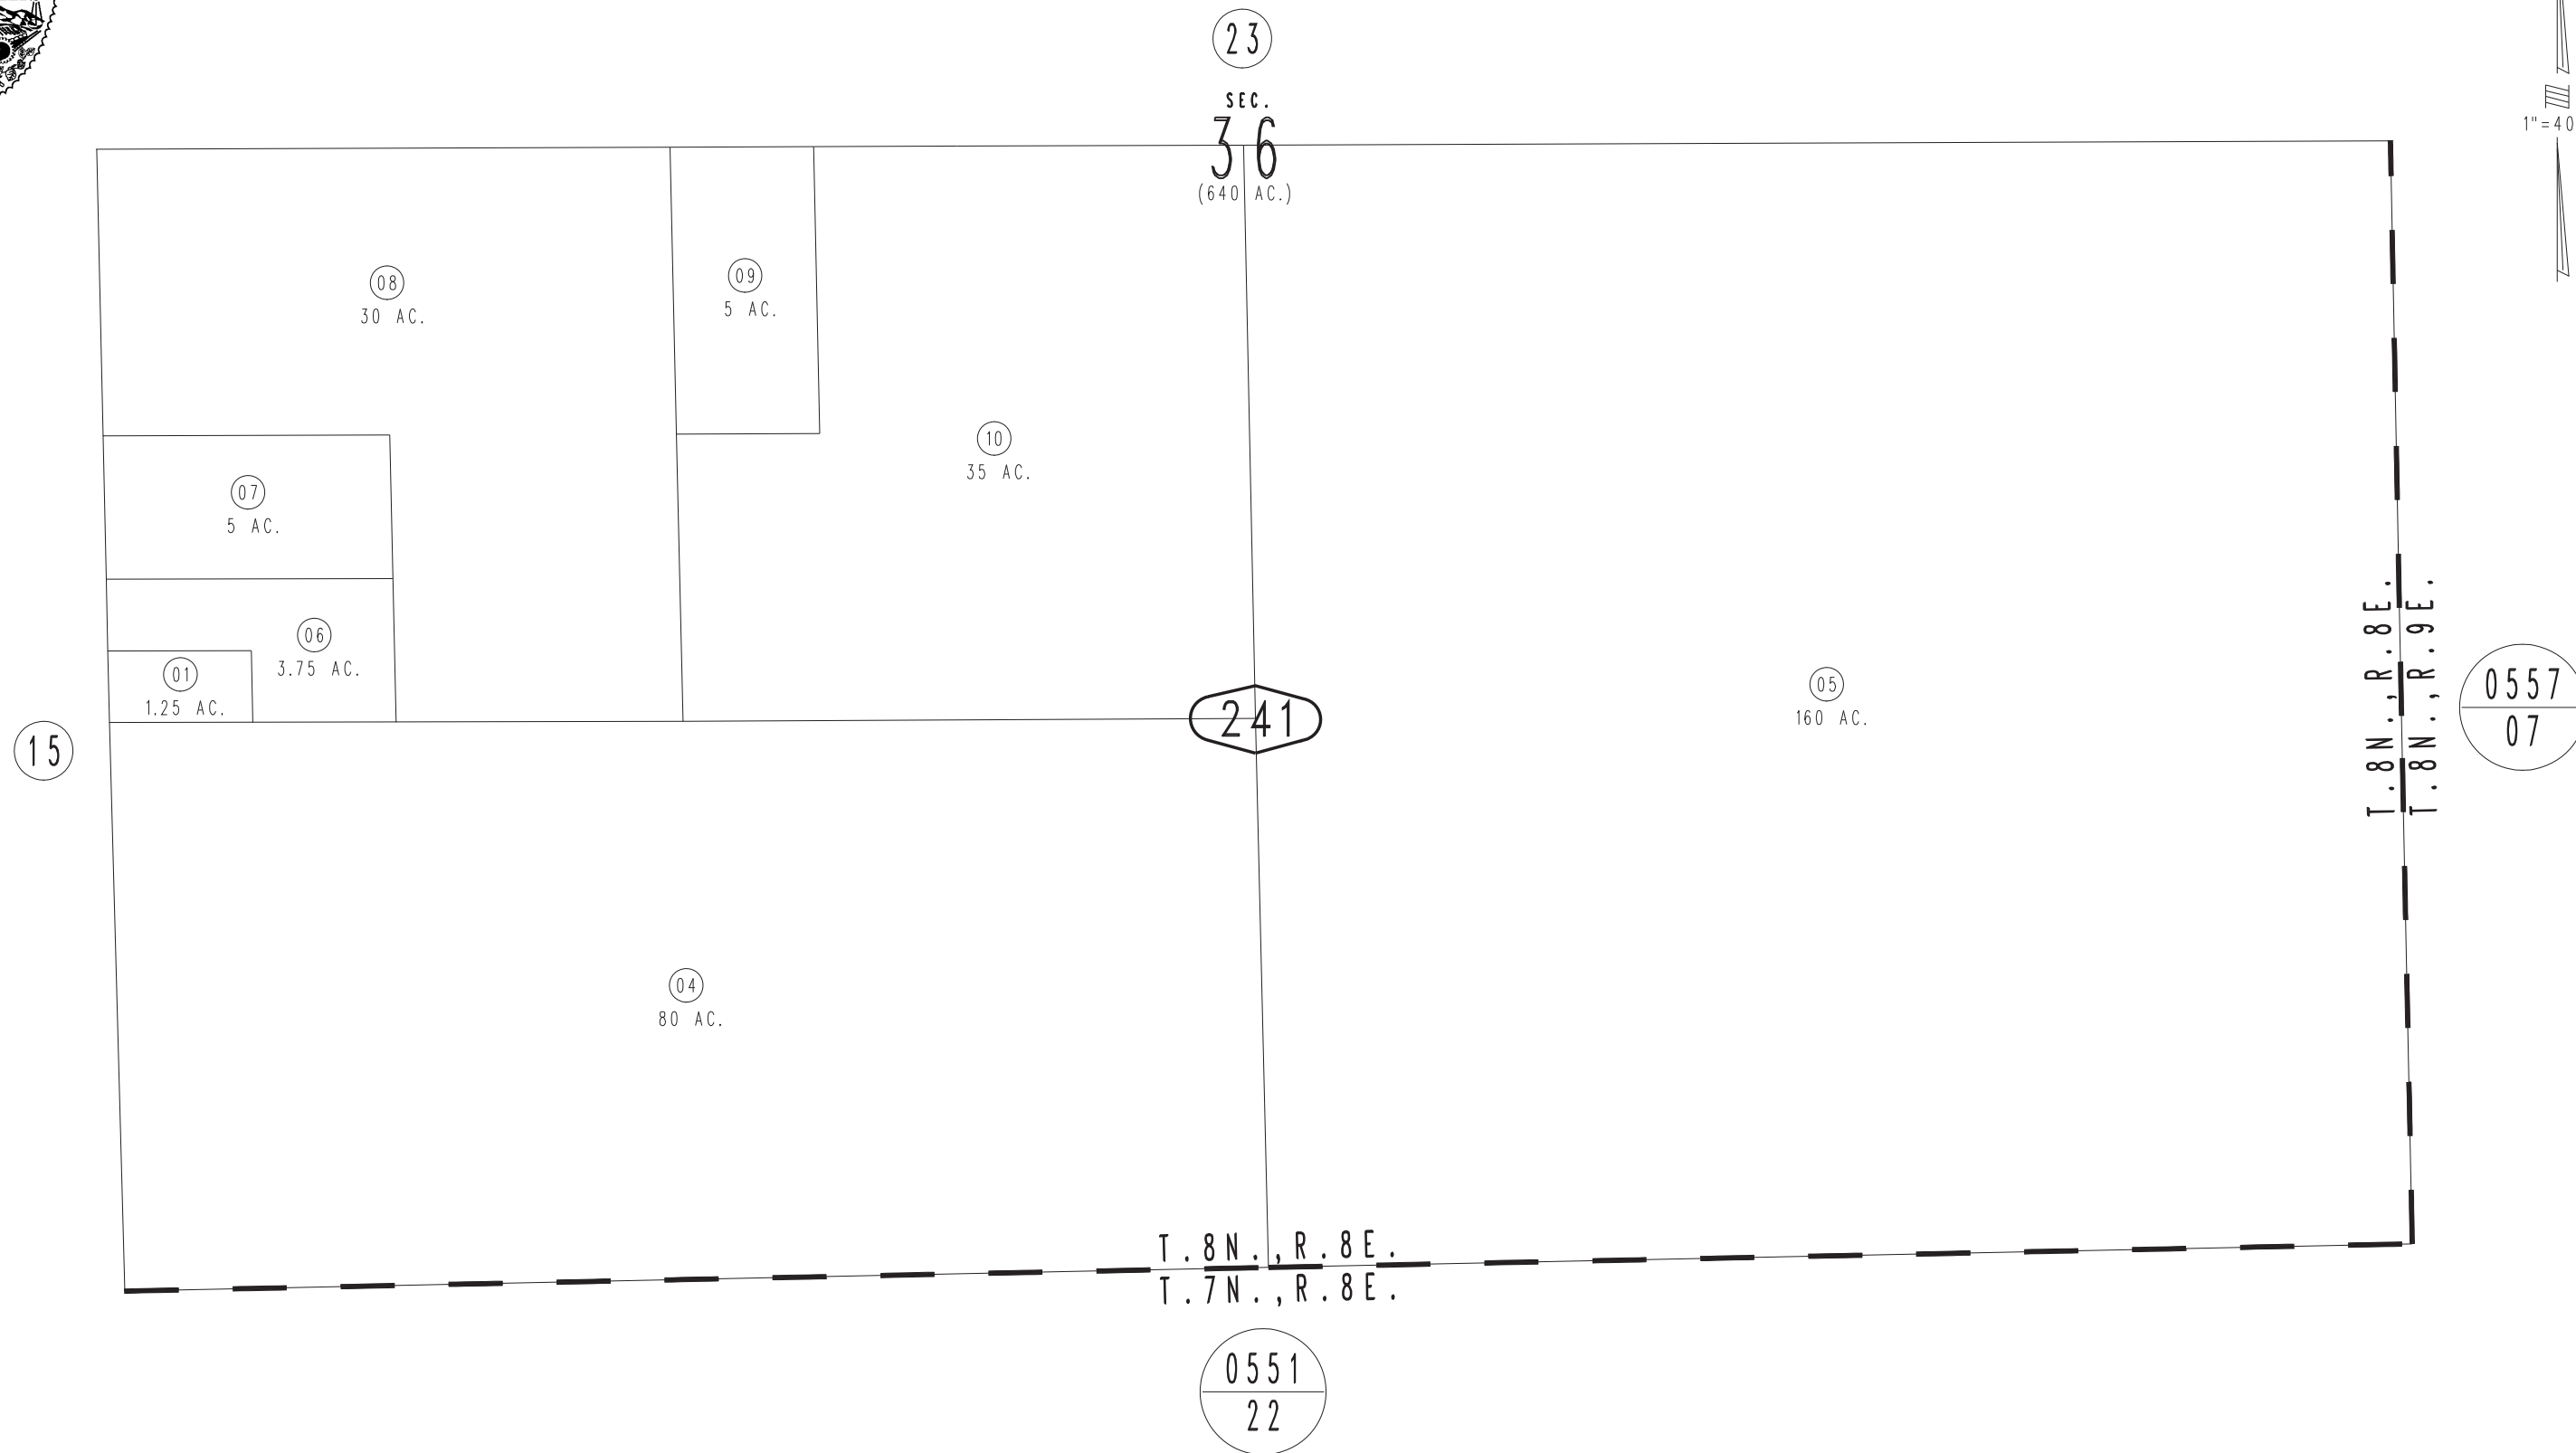 23
SEC.
36
(640 AC.)
1"=40
08
30 AC.
09
5 AC.
10
35 AC.
07
5 AC.
06
3.75 AC.
01
1.25 AC.
15
241
05
160 AC.
T.8N.,R.8E.
T.8N.,R.9E.
0557
07
04
80 AC.
T.8N.,R.8E.
T.7N.,R.8E.
0551
22